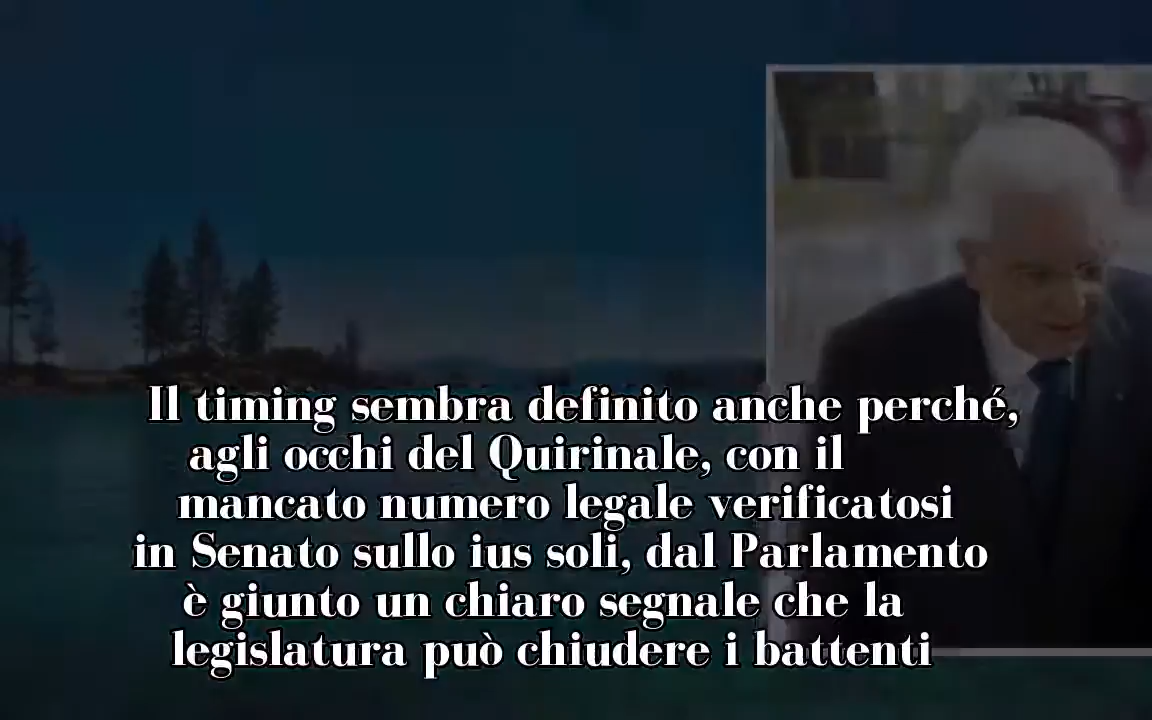 Il timing sembra definito anche perché,
agli occhi del Quirinale, con il
mancato numero legale verificatosi
in Senato sullo ius soli, dal Parlamento
è giunto un chiaro segnale che la
legislatura può chiudere i battenti